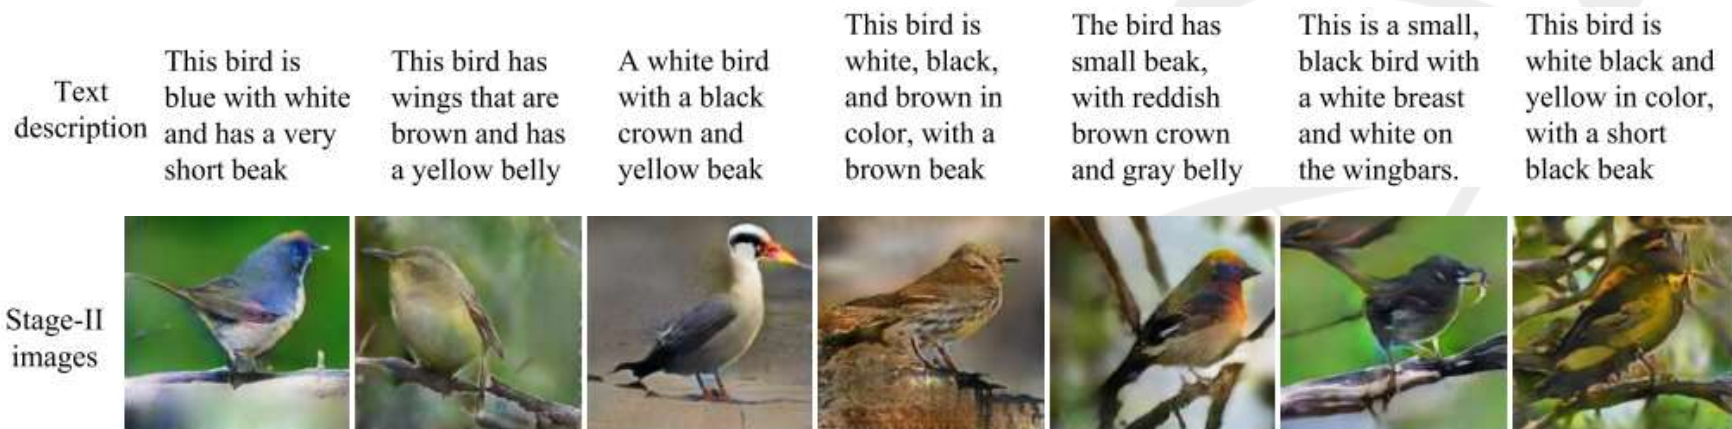 Text
description
This bird is
blue with white
and has a very
short beak
This bird has
wings that are
brown and has
a yellow belly
A white bird
with a black
crown and
yellow beak
This bird is
white, black,
and brown in
color, with a
brown beak
The bird has
small beak,
with reddish
brown crown
and gray belly
This is a small,
black bird with
a white breast
and white on
the wingbars.
This bird is
white black and
yellow in color,
with a short
black beak
Stage-II
images